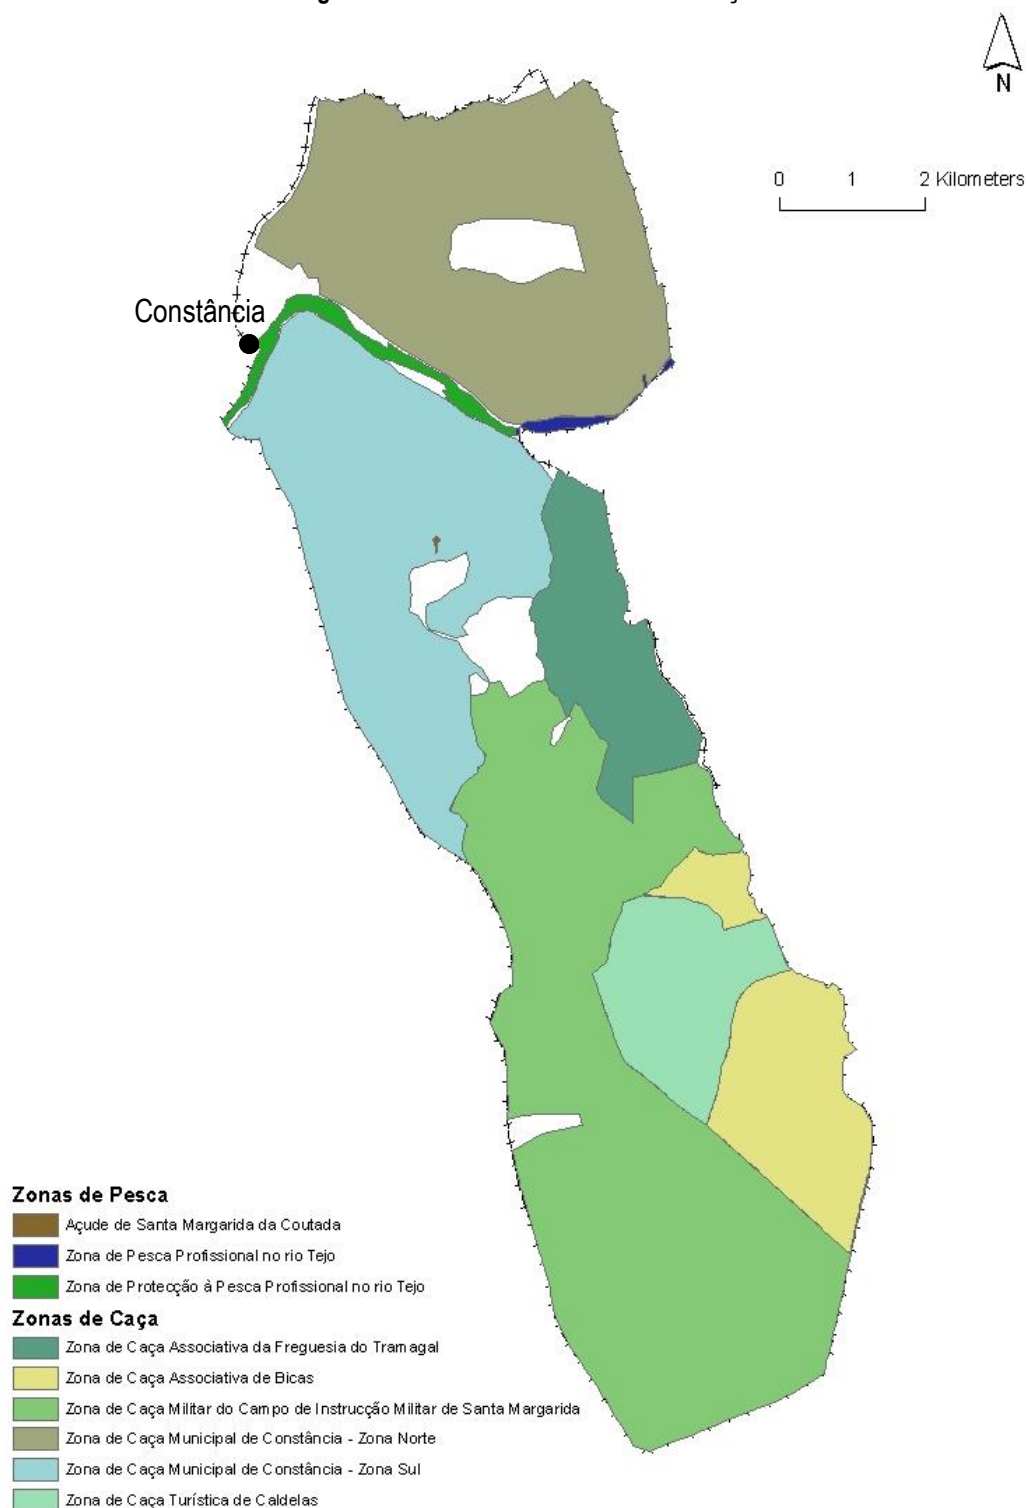 N
0 1 2 Kilometers
Constância
Zonas de Pesca
Açude de Santa Margarida da Coutada
Zona de Pesca Profissional no rio Tejo
Zona de Protecção à Pesca Profissional no rio Tejo
Zonas de Caça
Zona de Caça Associativa da Freguesia do Tramagal
Zona de Caça Associativa de Bicas
Zona de Caça Militar do Campo de Instrucção Militar de Santa Margarida
Zona de Caça Municipal de Constância - Zona Norte
Zona de Caça Municipal de Constância - Zona Sul
Zona de Caça Turística de Caldelas